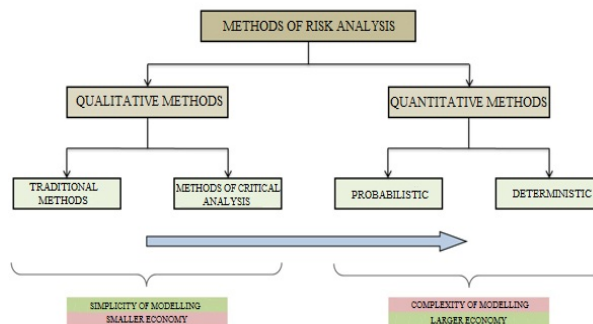 METHODS OF RISK ANALYSIS
QUALITATIVE METHODS
QUANTITATIVE METHODS
TRADITIONAL
METHODS
METHODS OF CRITICAL
ANALYSIS
PROBABILISTIC
DETERMINISTIC
SIMPLICITY OF MODELLING
SMALLER ECONOMY
COMPLEXITY OF MODELLING
LARGER ECONOMY